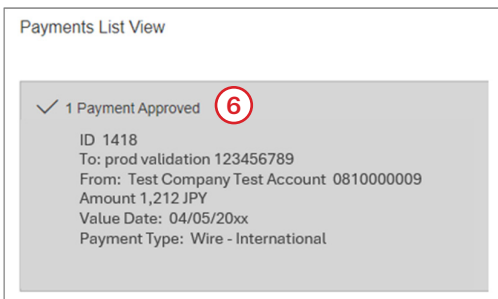 Payments List View
1 Payment Approved 6
ID 1418
To: prod validation 123456789
From: Test Company Test Account 0810000009
Amount 1,212 JPY
Value Date: 04/05/20xx
Payment Type: Wire - International